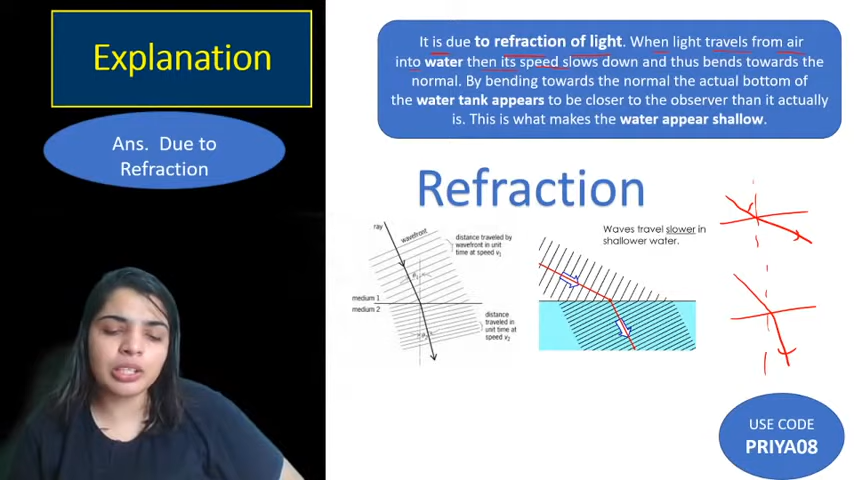 Explanation
Ans. Due to
Refraction
It is due to refraction of light. When light travels from air
into water then its speed slows down and thus bends towards the
normal. By bending towards the normal the actual bottom of
the water tank appears to be closer to the observer than it actually
is. This is what makes the water appear shallow.
Refraction
ray
wavefront
distance traveled by
wavefront in unit
time at speed v₁
medium 1
medium 2
distance
traveled in
unit time at
speed v₂
Waves travel slower in
shallower water.
USE CODE
PRIYA08